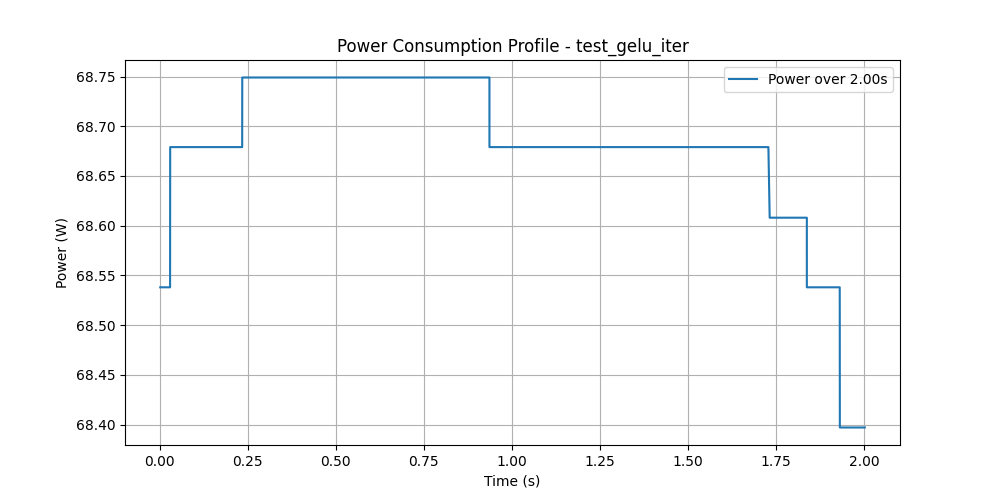 Power Consumption Profile - test_gelu_iter
Power over 2.00s
Power (W)
68.75
68.70
68.65
68.60
68.55
68.50
68.45
68.40
0.00 0.25 0.50 0.75 1.00 1.25 1.50 1.75 2.00
Time (s)